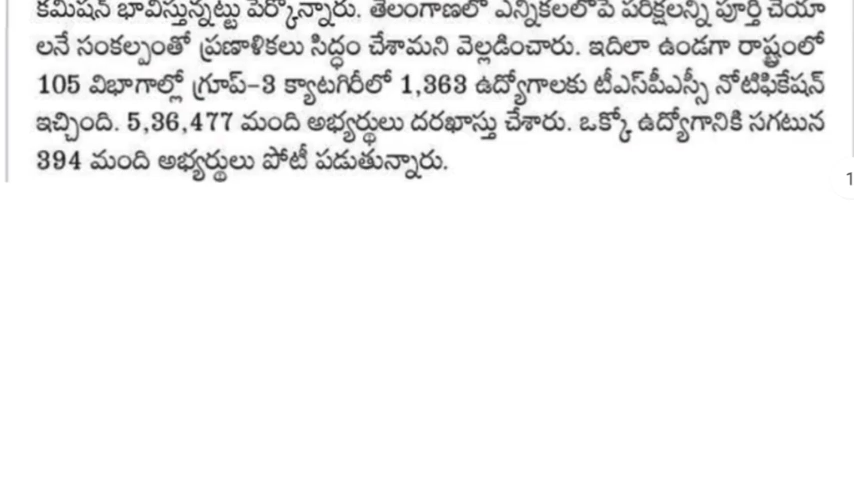 కమిషన్ భావిస్తున్నట్టు పేర్కొన్నారు. తెలంగాణలో ఎన్నికలలోపే పరీక్షలన్నీ పూర్తి చేయా
లనే సంకల్పంతో ప్రణాళికలు సిద్ధం చేశామని వెల్లడించారు. ఇదిలా ఉండగా రాష్ట్రంలో
105 విభాగాల్లో గ్రూప్-3 క్యాటగిరీలో 1,363 ఉద్యోగాలకు టీఎస్‌పీఎస్సీ నోటిఫికేషన్
ఇచ్చింది. 5,36,477 మంది అభ్యర్థులు దరఖాస్తు చేశారు. ఒక్కో ఉద్యోగానికి సగటున
394 మంది అభ్యర్థులు పోటీ పడుతున్నారు.
1